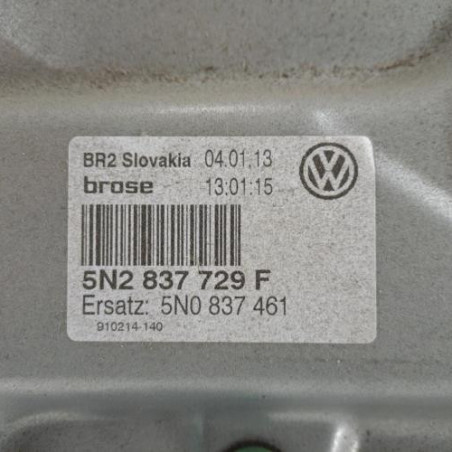 BR2 Slovakia 04.01.13
brose 13:01:15
5N2 837 729 F
Ersatz: 5N0 837 461
910214-140